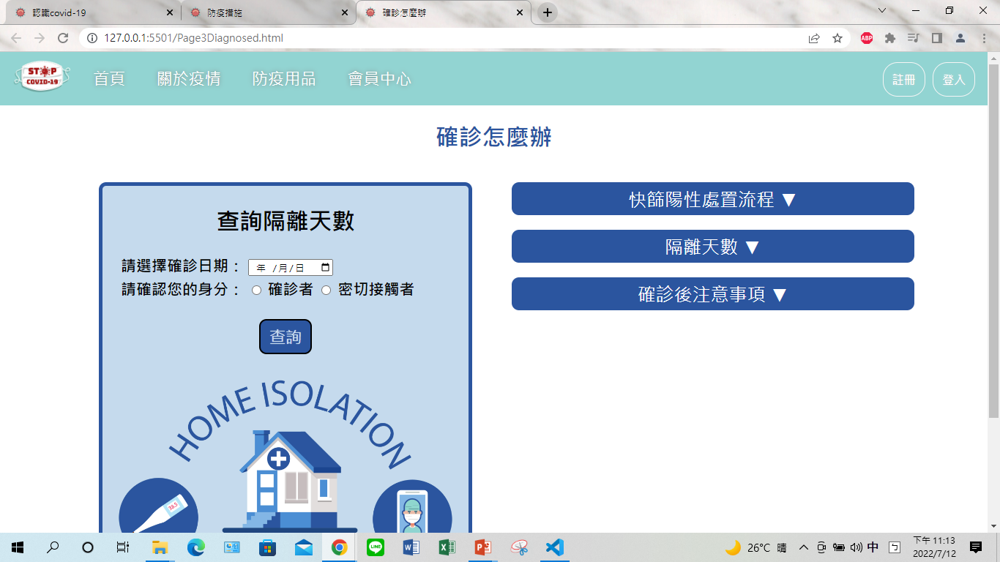 認識covid-19
防疫措施
確診怎麼辦
127.0.0.1:5501/Page3Diagnosed.html
ABP
STOP
COVID-19
首頁
關於疫情
防疫用品
會員中心
註冊
登入
確診怎麼辦
查詢隔離天數
請選擇確診日期： 年 /月/日
請確認您的身分： 確診者 密切接觸者
查詢
HOME ISOLATION
38.5
快篩陽性處置流程 ▼
隔離天數 ▼
確診後注意事項 ▼
LINE
26°C 晴
中
ㄅ
下午 11:13
2022/7/12